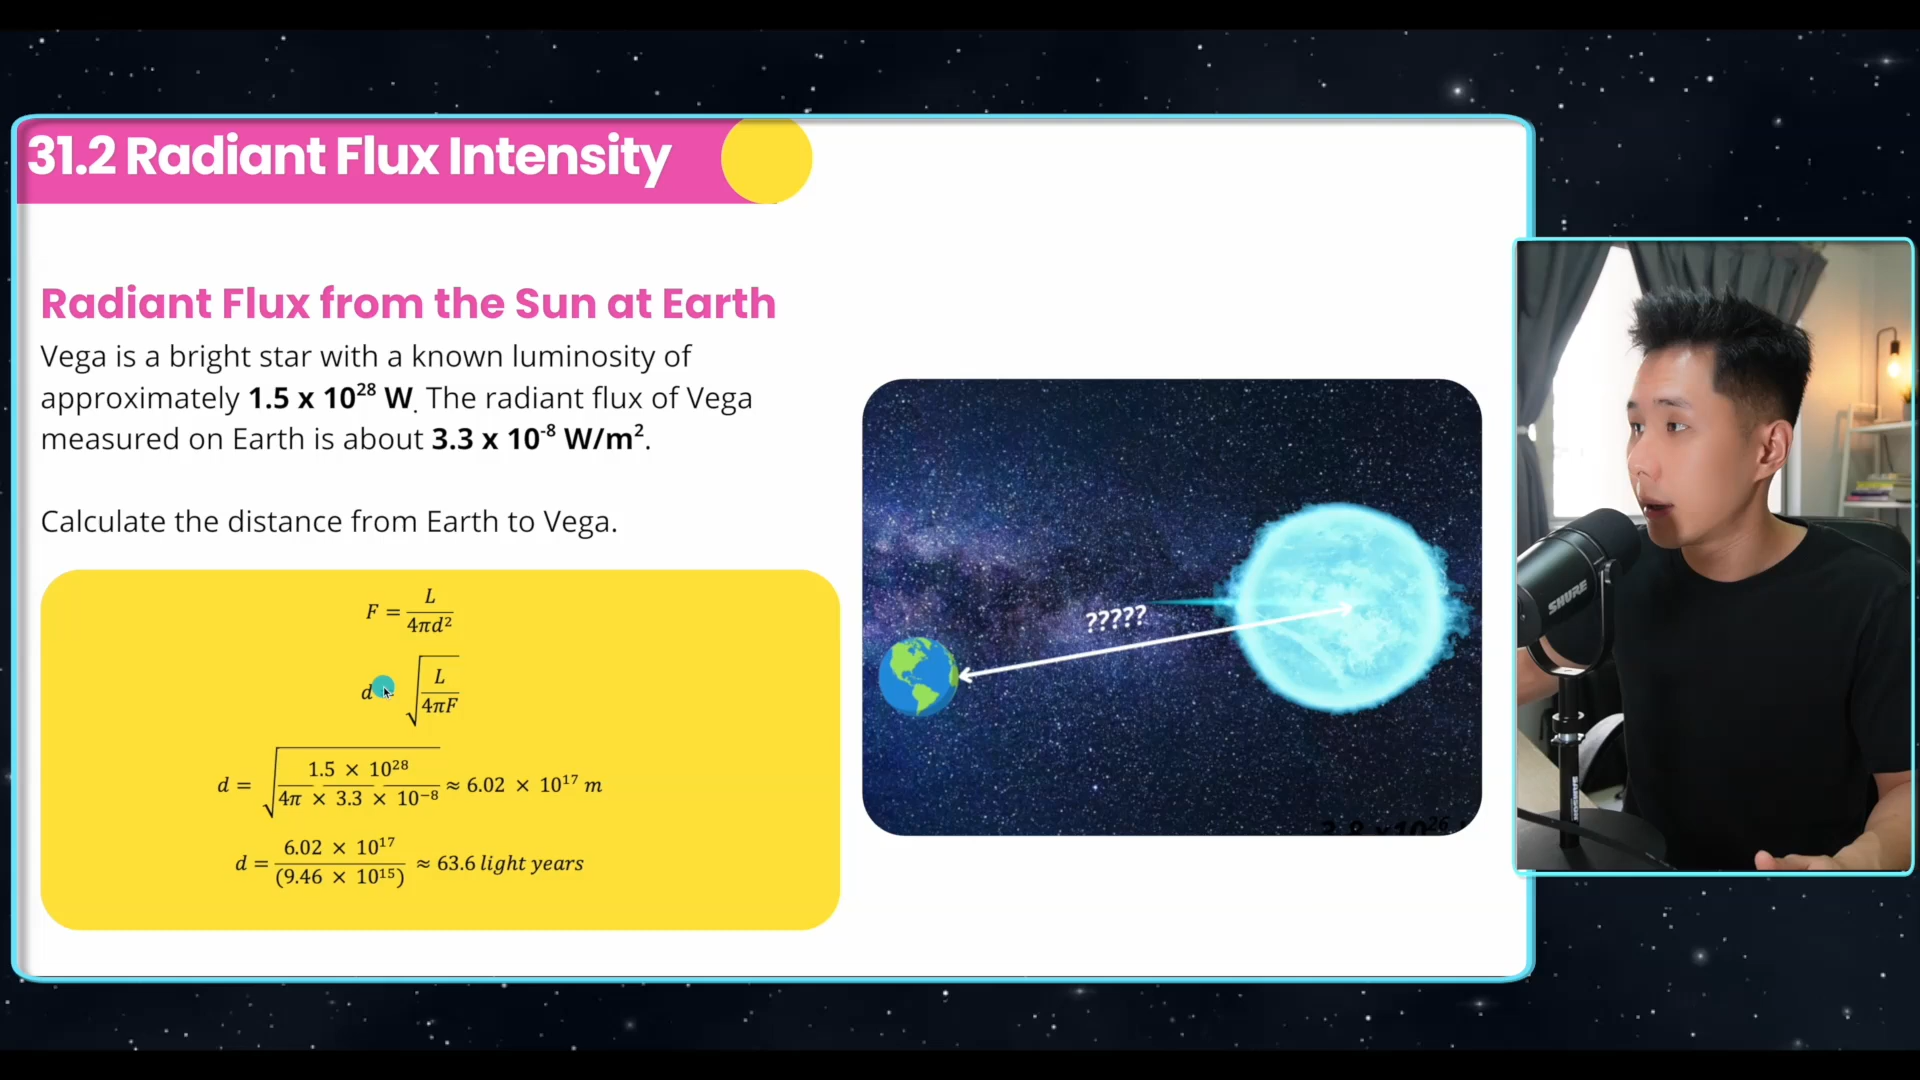 31.2 Radiant Flux Intensity
Radiant Flux from the Sun at Earth
Vega is a bright star with a known luminosity of
approximately 1.5 x 10²⁸ W. The radiant flux of Vega
measured on Earth is about 3.3 x 10⁻⁸ W/m².
Calculate the distance from Earth to Vega.
F = L / 4πd²
d √(L / 4πF)
d = √(1.5 × 10²⁸ / 4π × 3.3 × 10⁻⁸) ≈ 6.02 × 10¹⁷ m
d = 6.02 × 10¹⁷ / (9.46 × 10¹⁵) ≈ 63.6 light years
?????
SHURE